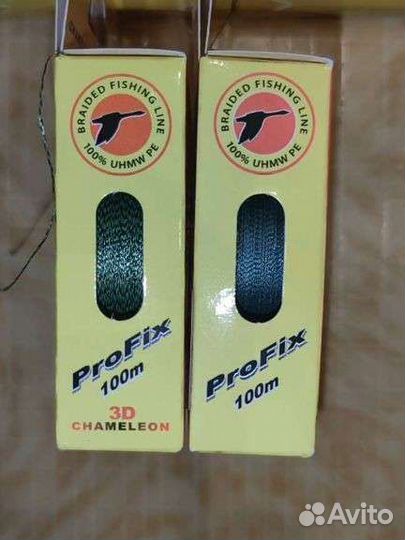 BRAIDED FISHING LINE
100% UHMW PE
ProFix
100m
3D
CHAMELEON
BRAIDED FISHING LINE
100% UHMW PE
ProFix
100m
Avito